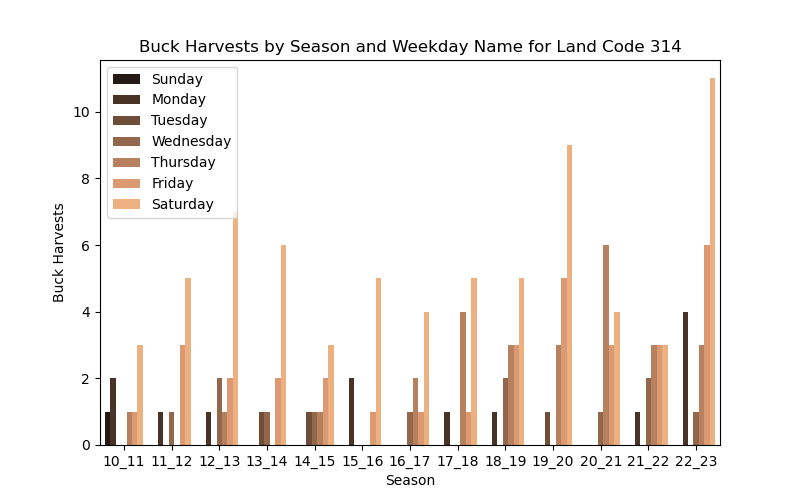 Buck Harvests by Season and Weekday Name for Land Code 314
Sunday
Monday
Tuesday
Wednesday
Thursday
Friday
Saturday
10
8
6
4
2
0
Buck Harvests
10_11 11_12 12_13 13_14 14_15 15_16 16_17 17_18 18_19 19_20 20_21 21_22 22_23
Season